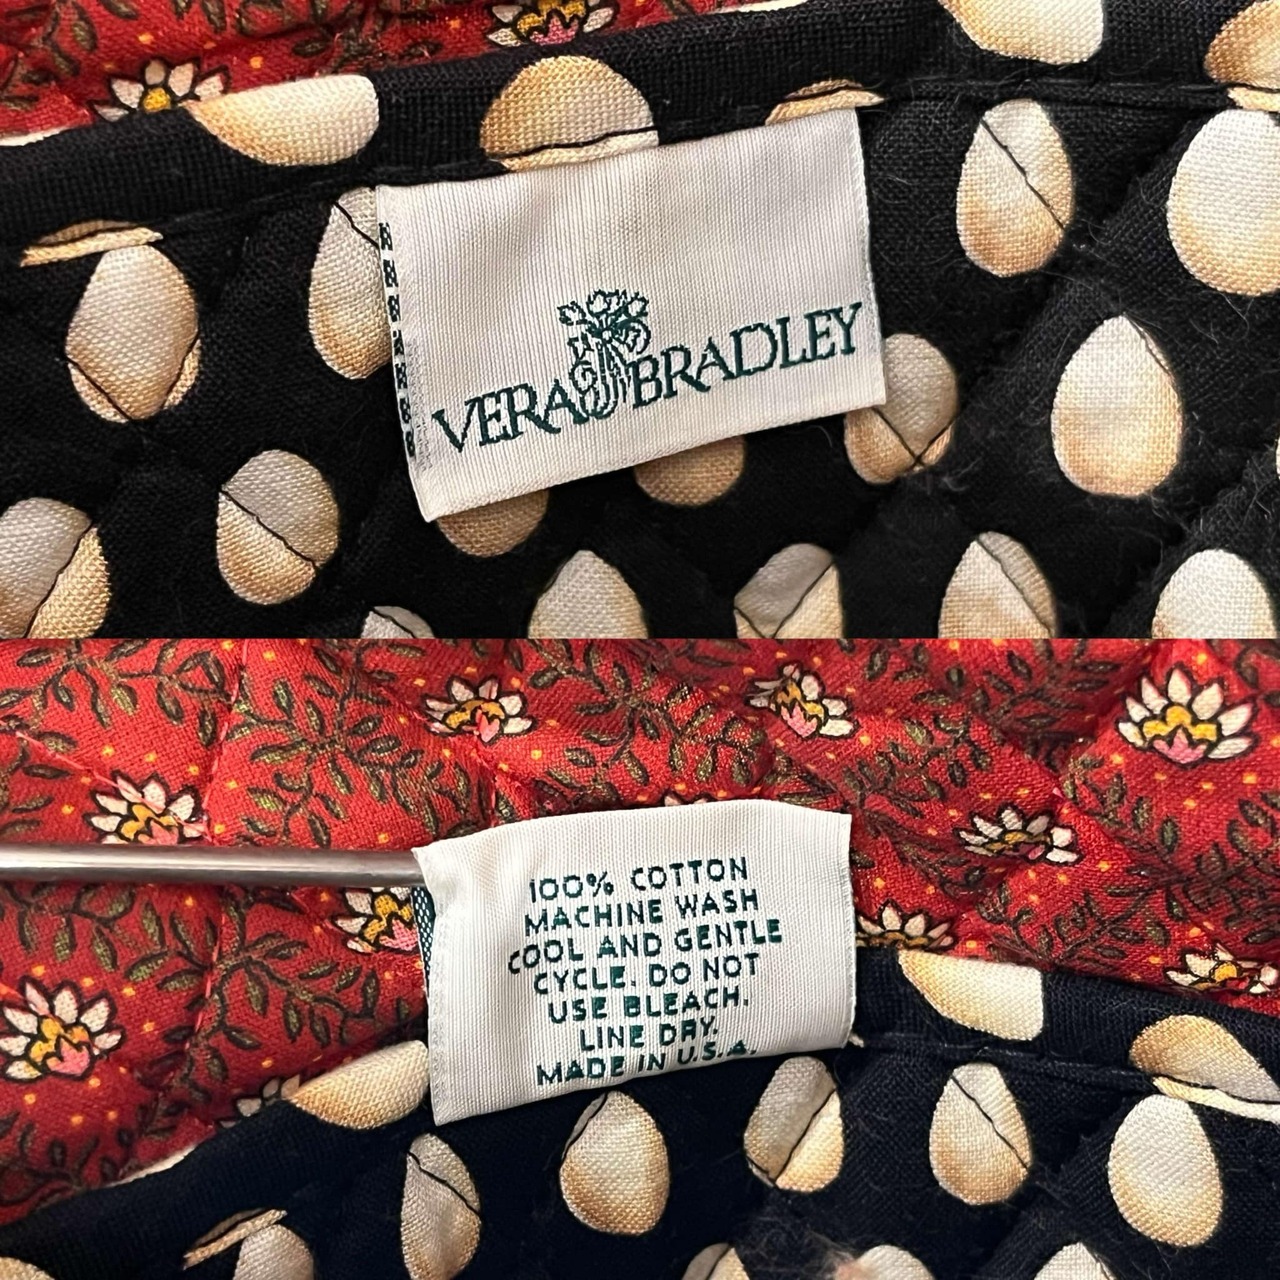 VERA BRADLEY
100% COTTON
MACHINE WASH
COOL AND GENTLE
CYCLE. DO NOT
USE BLEACH.
LINE DRY.
MADE IN U.S.A.